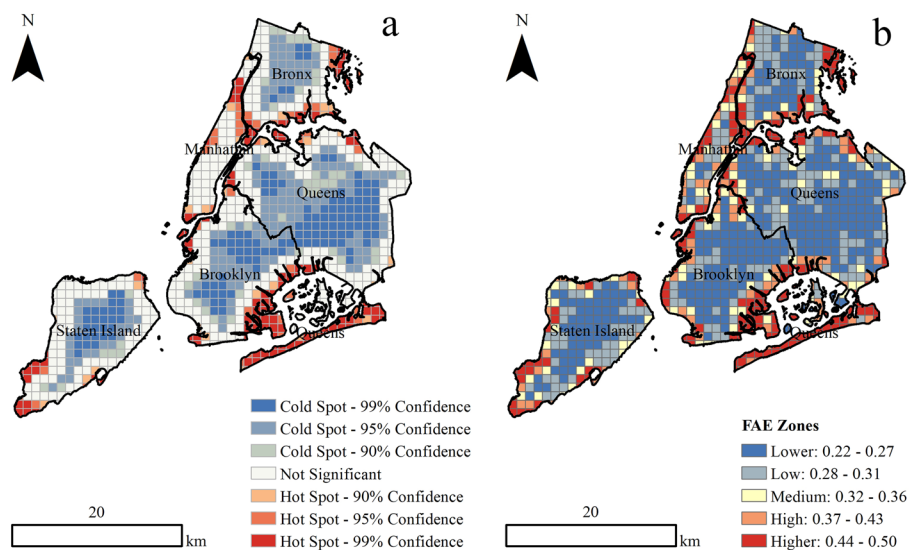 N
a
Bronx
Manhattan
Queens
Brooklyn
Staten Island
Queens
Cold Spot - 99% Confidence
Cold Spot - 95% Confidence
Cold Spot - 90% Confidence
Not Significant
Hot Spot - 90% Confidence
Hot Spot - 95% Confidence
Hot Spot - 99% Confidence
20
km
N
b
Bronx
Manhattan
Queens
Brooklyn
Staten Island
Queens
FAE Zones
Lower: 0.22 - 0.27
Low: 0.28 - 0.31
Medium: 0.32 - 0.36
High: 0.37 - 0.43
Higher: 0.44 - 0.50
20
km